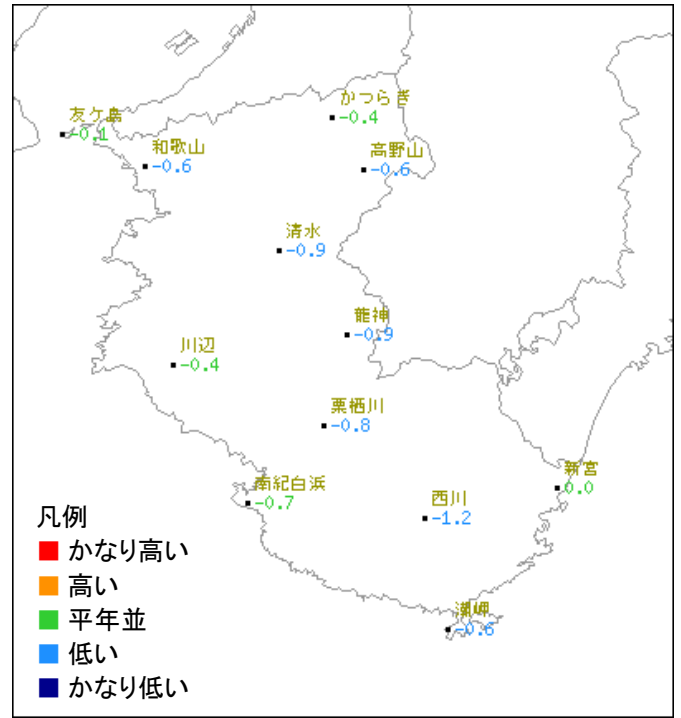 かつらぎ
-0.4
友ケ島
-0.1
和歌山
-0.6
高野山
-0.6
清水
-0.9
龍神
-0.9
川辺
-0.4
栗栖川
-0.8
新宮
0.0
南紀白浜
-0.7
西川
-1.2
潮岬
-0.6
凡例
かなり高い
高い
平年並
低い
かなり低い